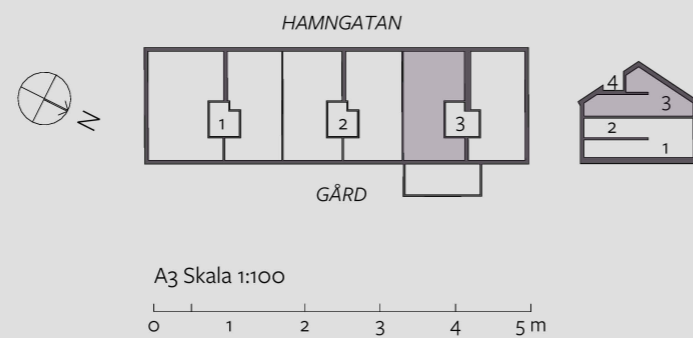 HAMNGATAN
N
1 2 3
4
3
2
1
GÅRD
A3 Skala 1:100
0 1 2 3 4 5 m